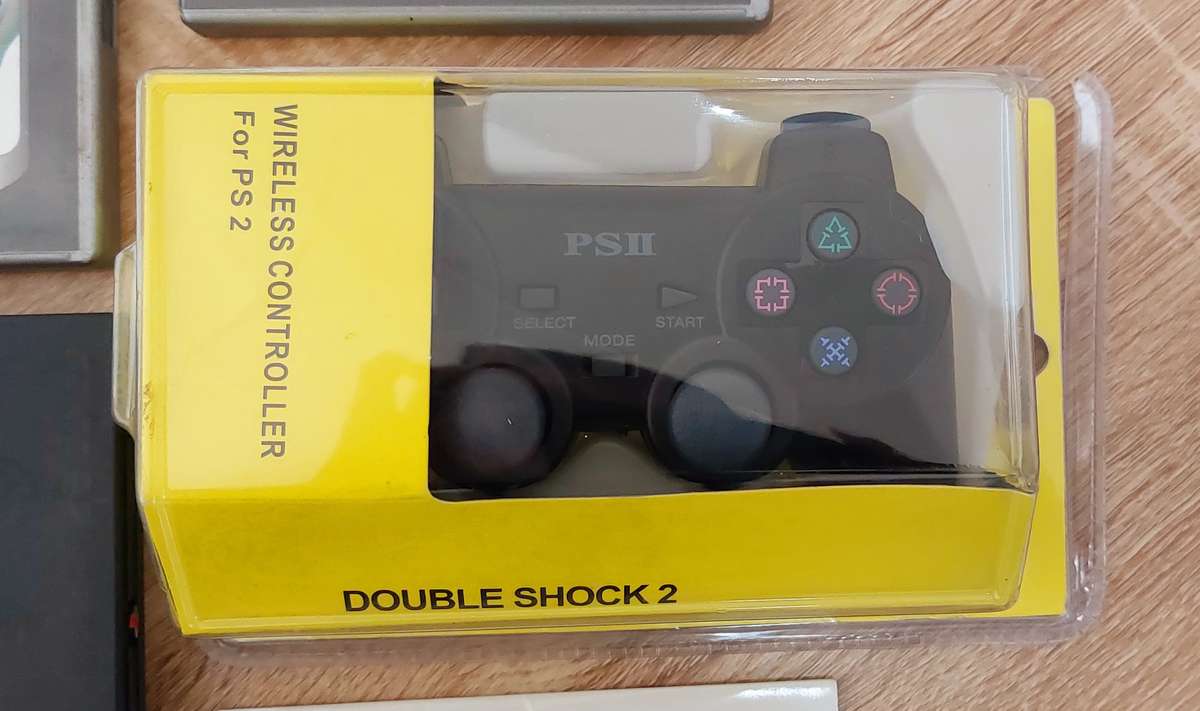 WIRELESS CONTROLLER
For PS 2
PSII
SELECT
START
MODE
DOUBLE SHOCK 2